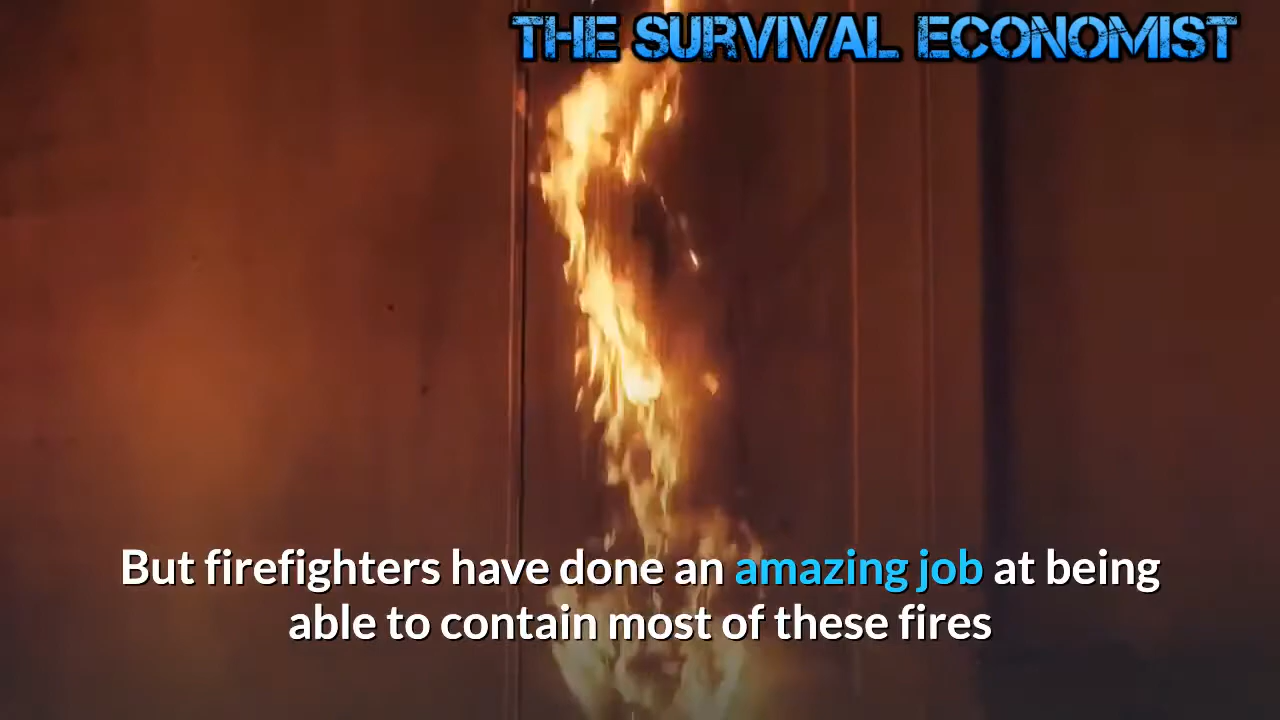 THE SURVIVAL ECONOMIST
But firefighters have done an amazing job at being
able to contain most of these fires